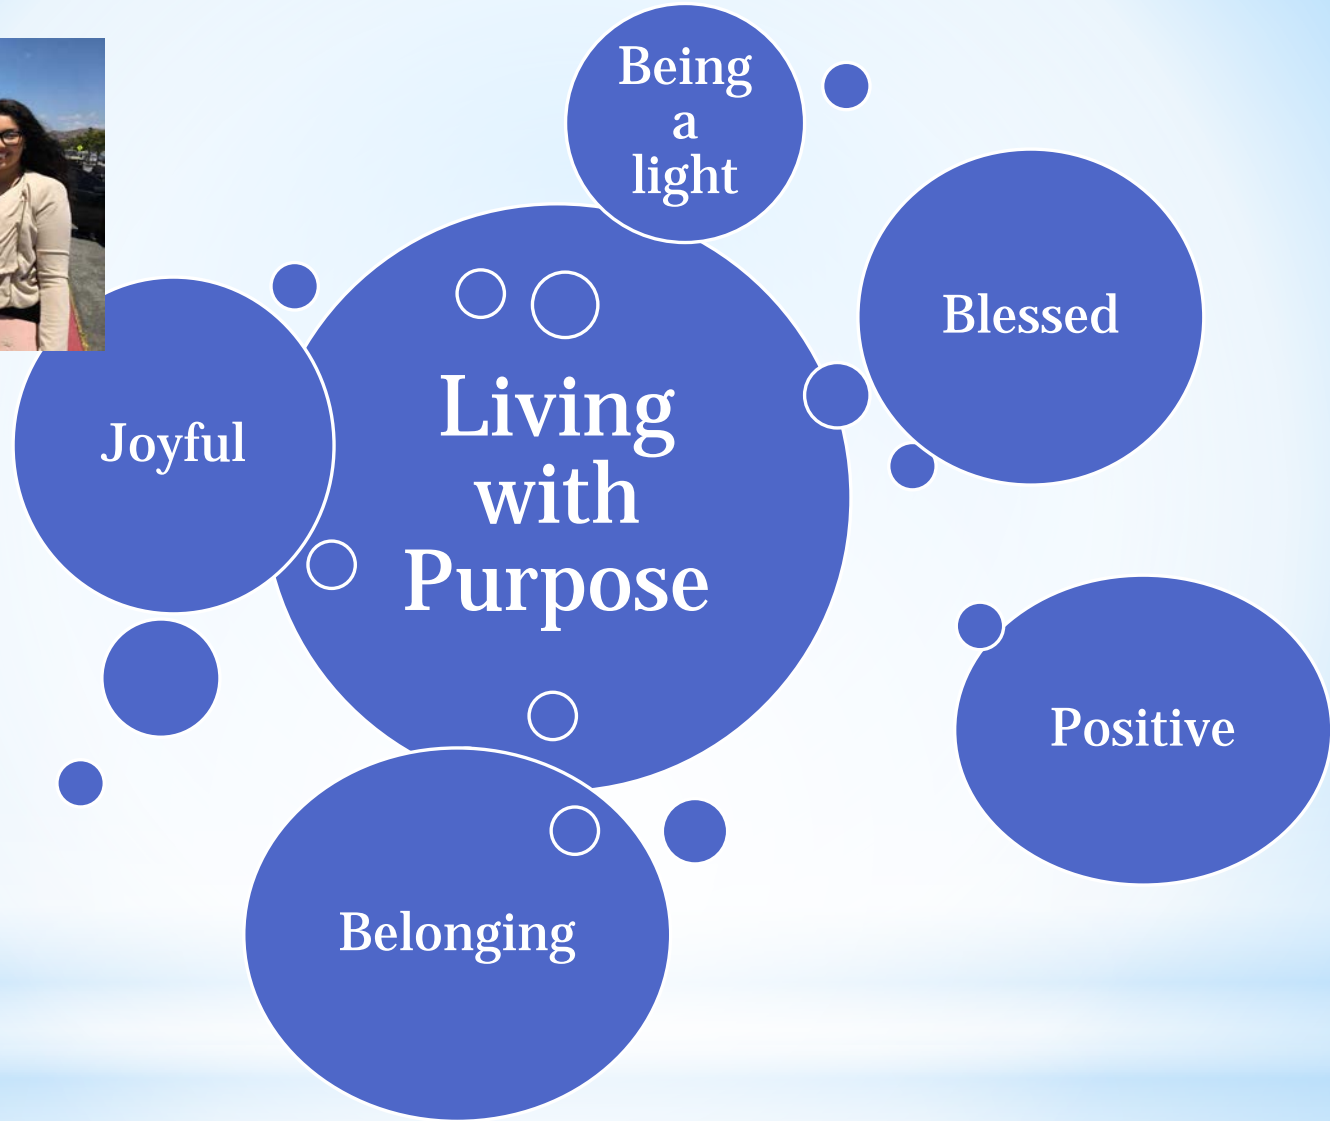 Being
a
light
Blessed
Living
with
Purpose
Joyful
Positive
Belonging